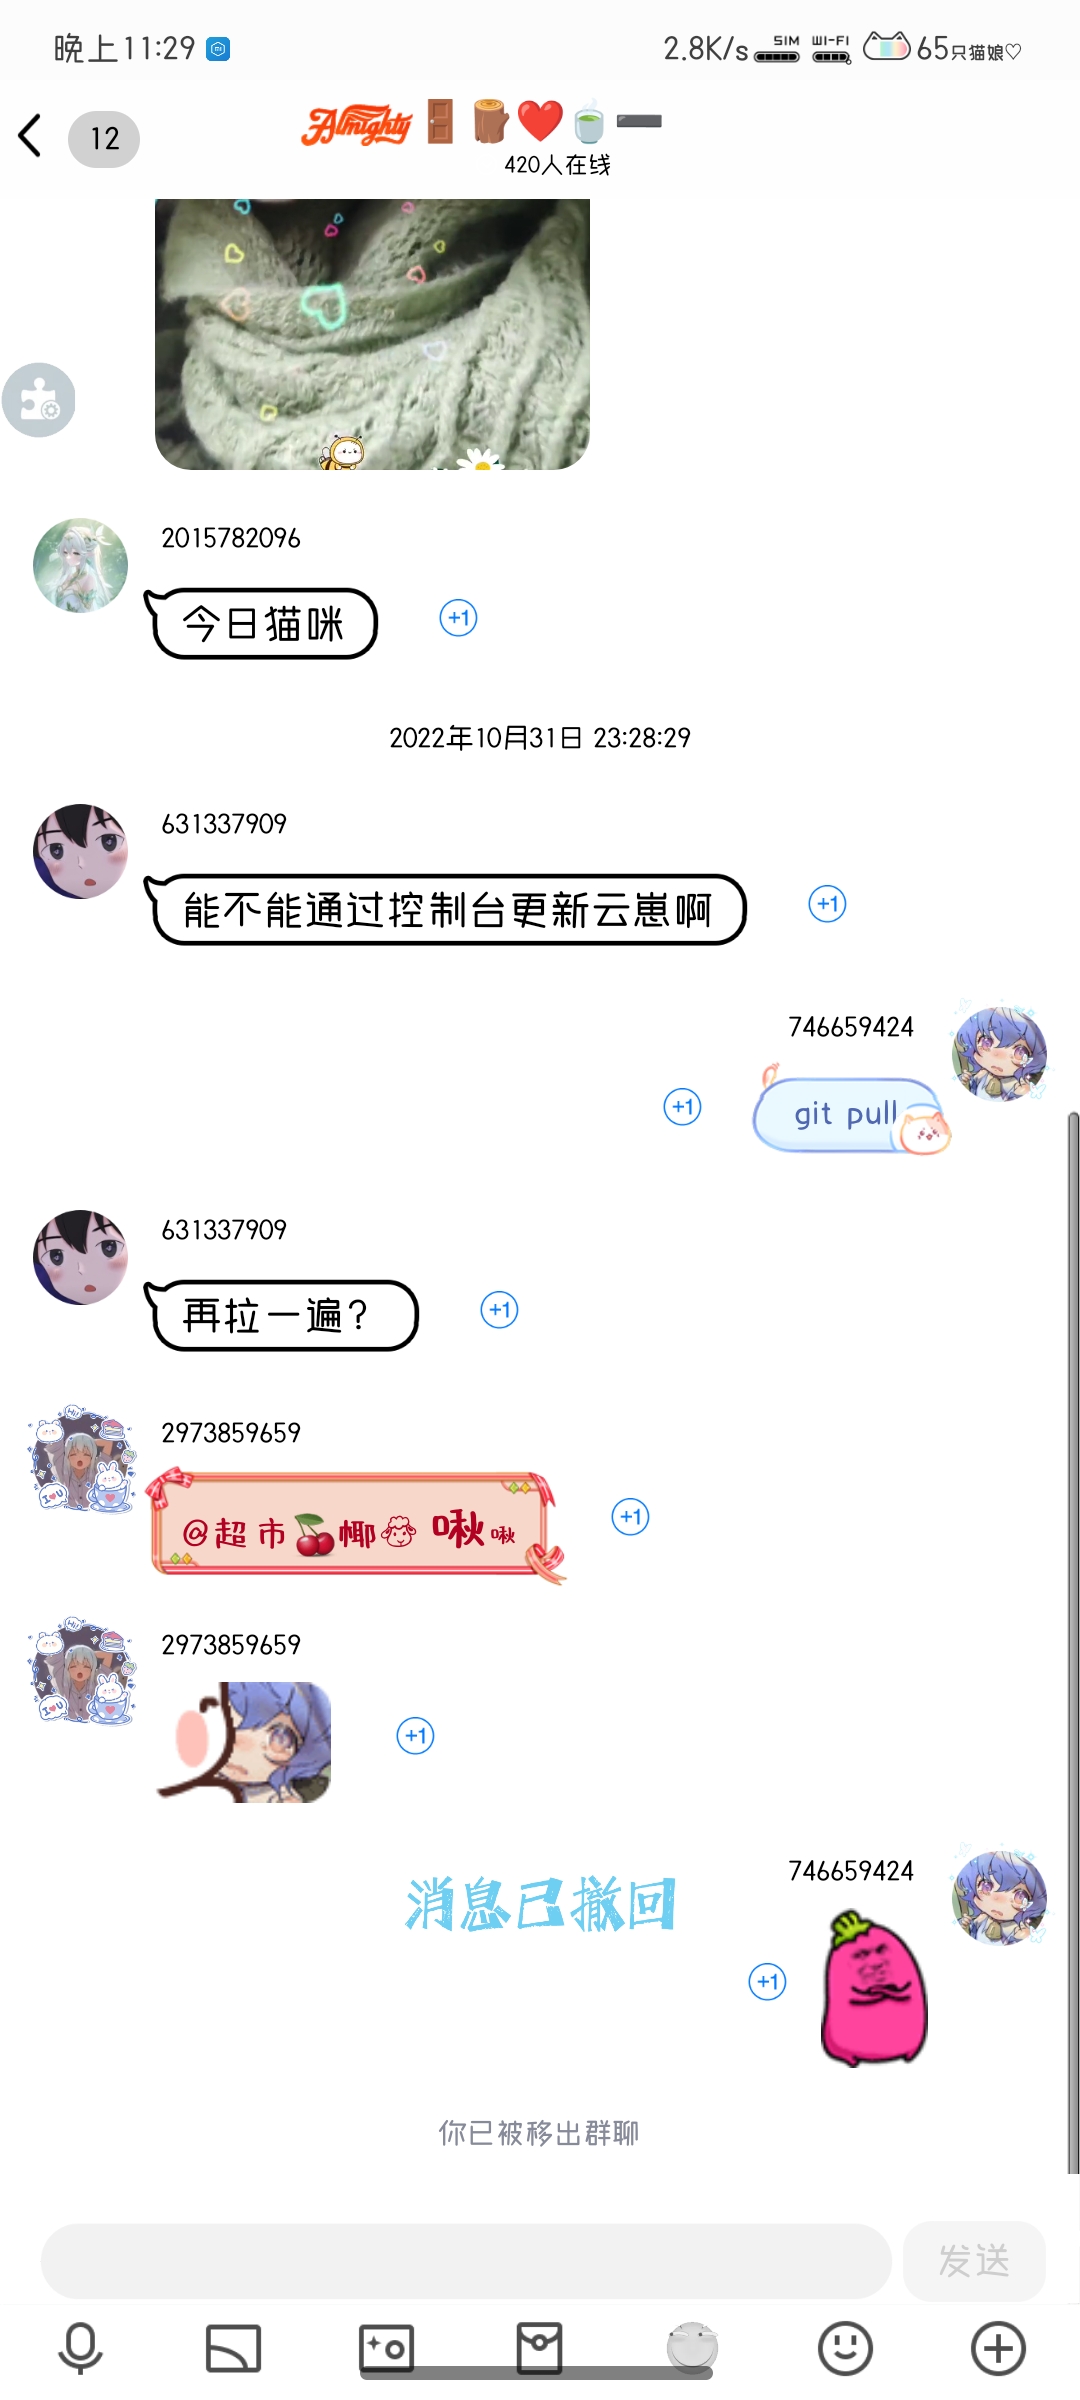 晚上11:29
2.8K/s SIM WI-FI 65只猫娘♡
12
Almighty🚪🪵❤️🍵➖
420人在线
2015782096
今日猫咪
+1
2022年10月31日 23:28:29
631337909
能不能通过控制台更新云崽啊
+1
746659424
+1
git pull
631337909
再拉一遍?
+1
2973859659
@超市🍒椰🐑啾啾
+1
2973859659
+1
746659424
消息已撤回
+1
你已被移出群聊
发送